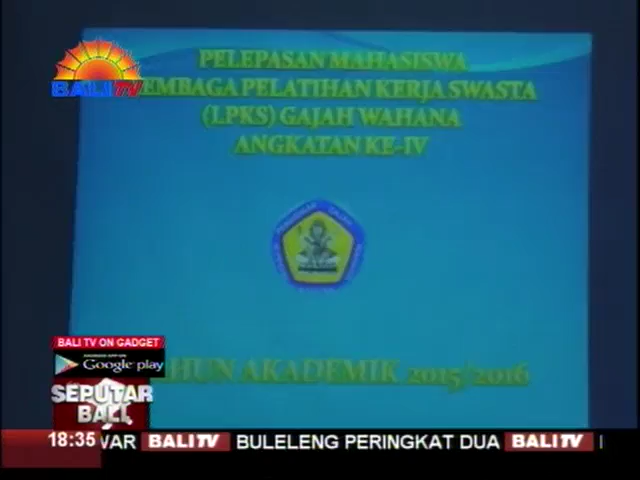 PELEPASAN MAHASISWA
EMBAGA PELATIHAN KERJA SWASTA
(LPKS) GAJAH WAHANA
ANGKATAN KE-IV
BALI TV
HUN AKADEMIK 2015/2016
BALI TV ON GADGET
Google play
SEPUTAR
BALI
18:35 WAR BALI TV BULELENG PERINGKAT DUA BALI TV